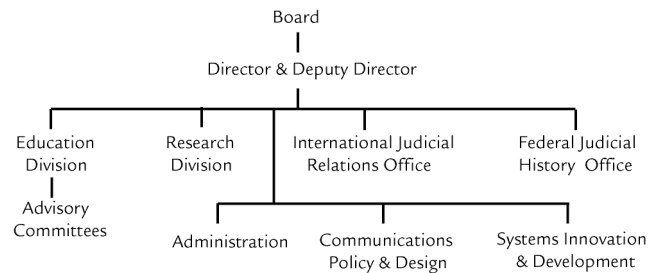 Board
Director & Deputy Director
Education
Division
Research
Division
International Judicial
Relations Office
Federal Judicial
History Office
Advisory
Committees
Administration
Communications
Policy & Design
Systems Innovation
& Development